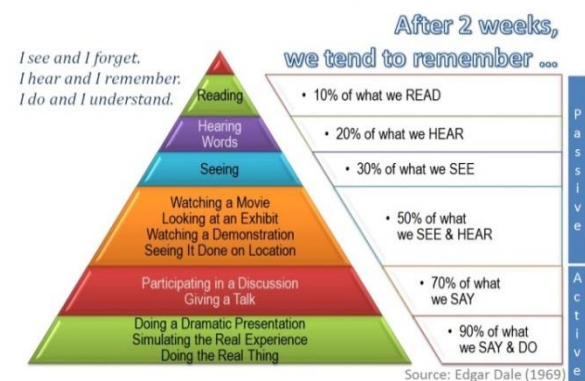 After 2 weeks,
we tend to remember ...
I see and I forget.
I hear and I remember.
I do and I understand.
Reading
• 10% of what we READ
Hearing
Words
• 20% of what we HEAR
Seeing
• 30% of what we SEE
Watching a Movie
Looking at an Exhibit
Watching a Demonstration
Seeing It Done on Location
• 50% of what
we SEE & HEAR
Passive
Participating in a Discussion
Giving a Talk
• 70% of what
we SAY
Doing a Dramatic Presentation
Simulating the Real Experience
Doing the Real Thing
• 90% of what
we SAY & DO
Active
Source: Edgar Dale (1969)